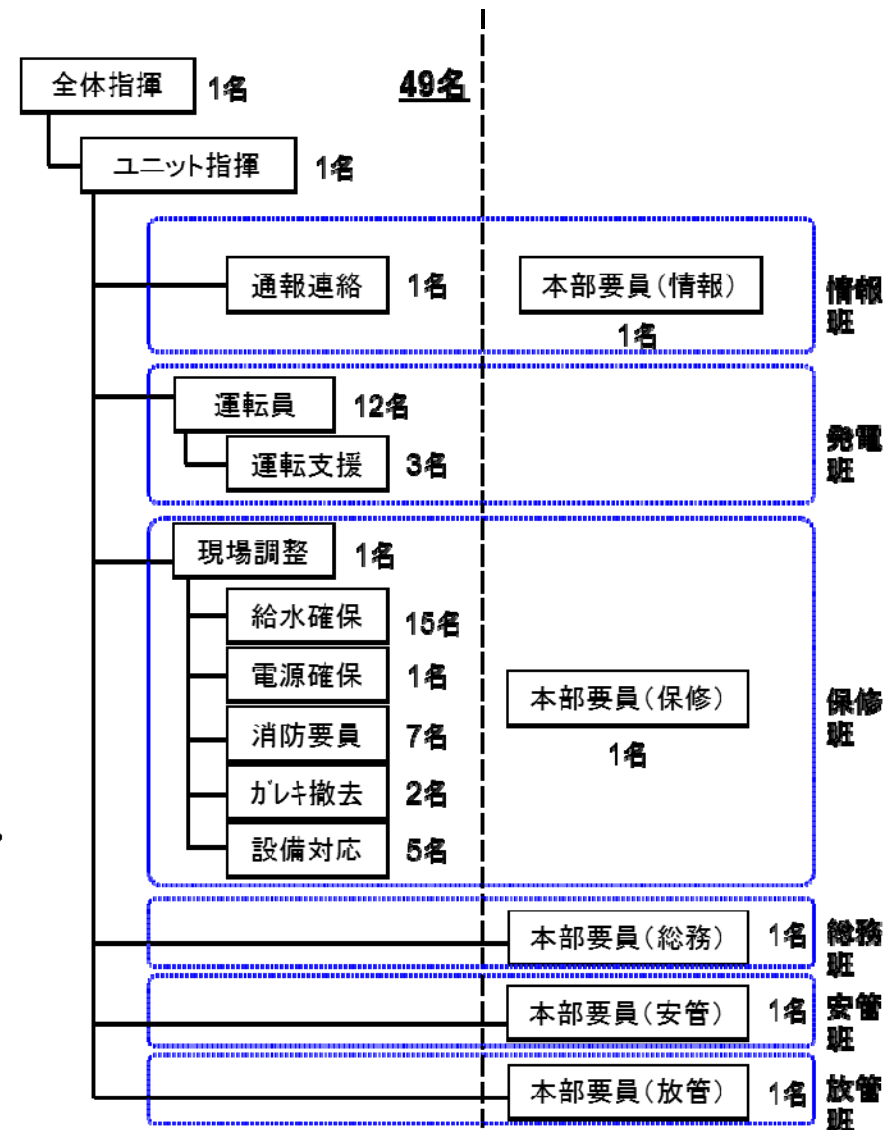 全体指揮 1名 49名
ユニット指揮 1名
通報連絡 1名 本部要員(情報) 1名 情報班
運転員 12名
運転支援 3名
発電班
現場調整 1名
給水確保 15名
電源確保 1名
消防要員 7名
ガレキ撤去 2名
設備対応 5名
本部要員(保修) 1名 保修班
本部要員(総務) 1名 総務班
本部要員(安管) 1名 安管班
本部要員(放管) 1名 放管班